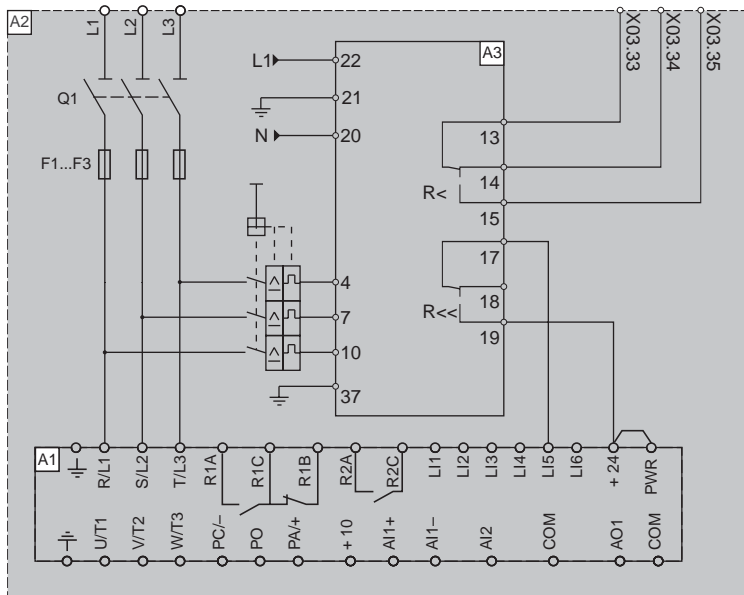 A2
L1
L2
L3
X03.33
X03.34
X03.35
Q1
F1...F3
A3
L1
22
21
N
20
13
14
R<
15
17
18
R<<
19
4
7
10
37
A1
R/L1
S/L2
T/L3
R1A
R1C
R1B
R2A
R2C
LI1
LI2
LI3
LI4
LI5
LI6
+ 24
PWR
U/T1
V/T2
W/T3
PC/–
PO
PA/+
+ 10
AI1+
AI1–
AI2
COM
AO1
COM